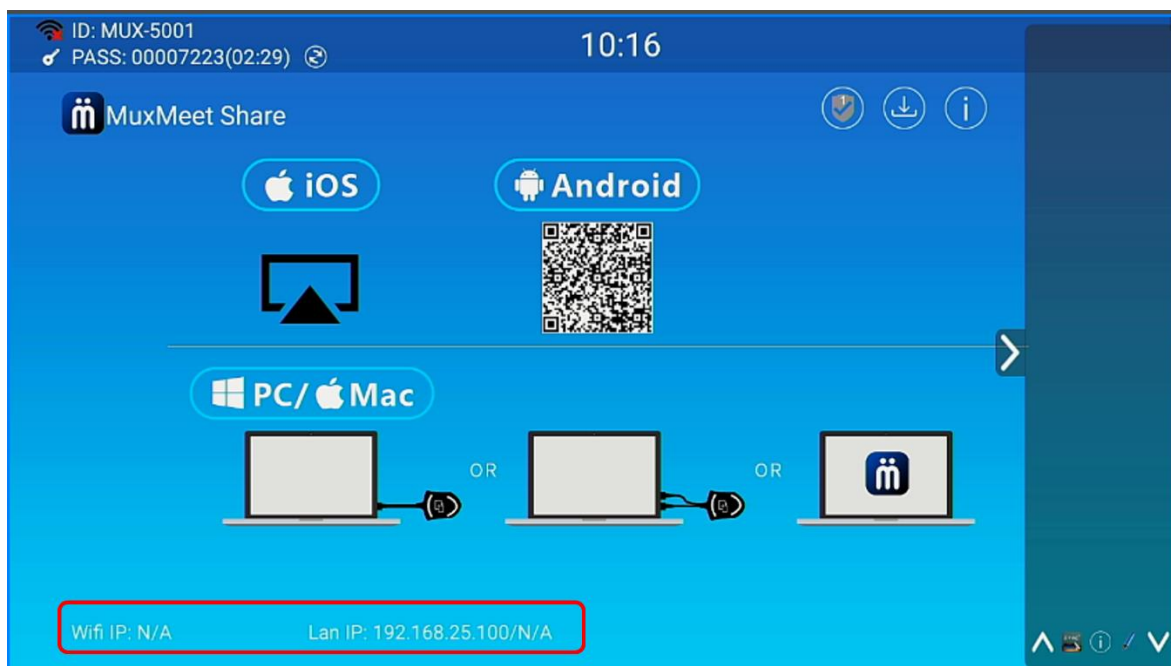 ID: MUX-5001
PASS: 00007223(02:29)
10:16
MuxMeet Share
iOS
Android
PC/ Mac
OR
OR
Wifi IP: N/A
Lan IP: 192.168.25.100/N/A